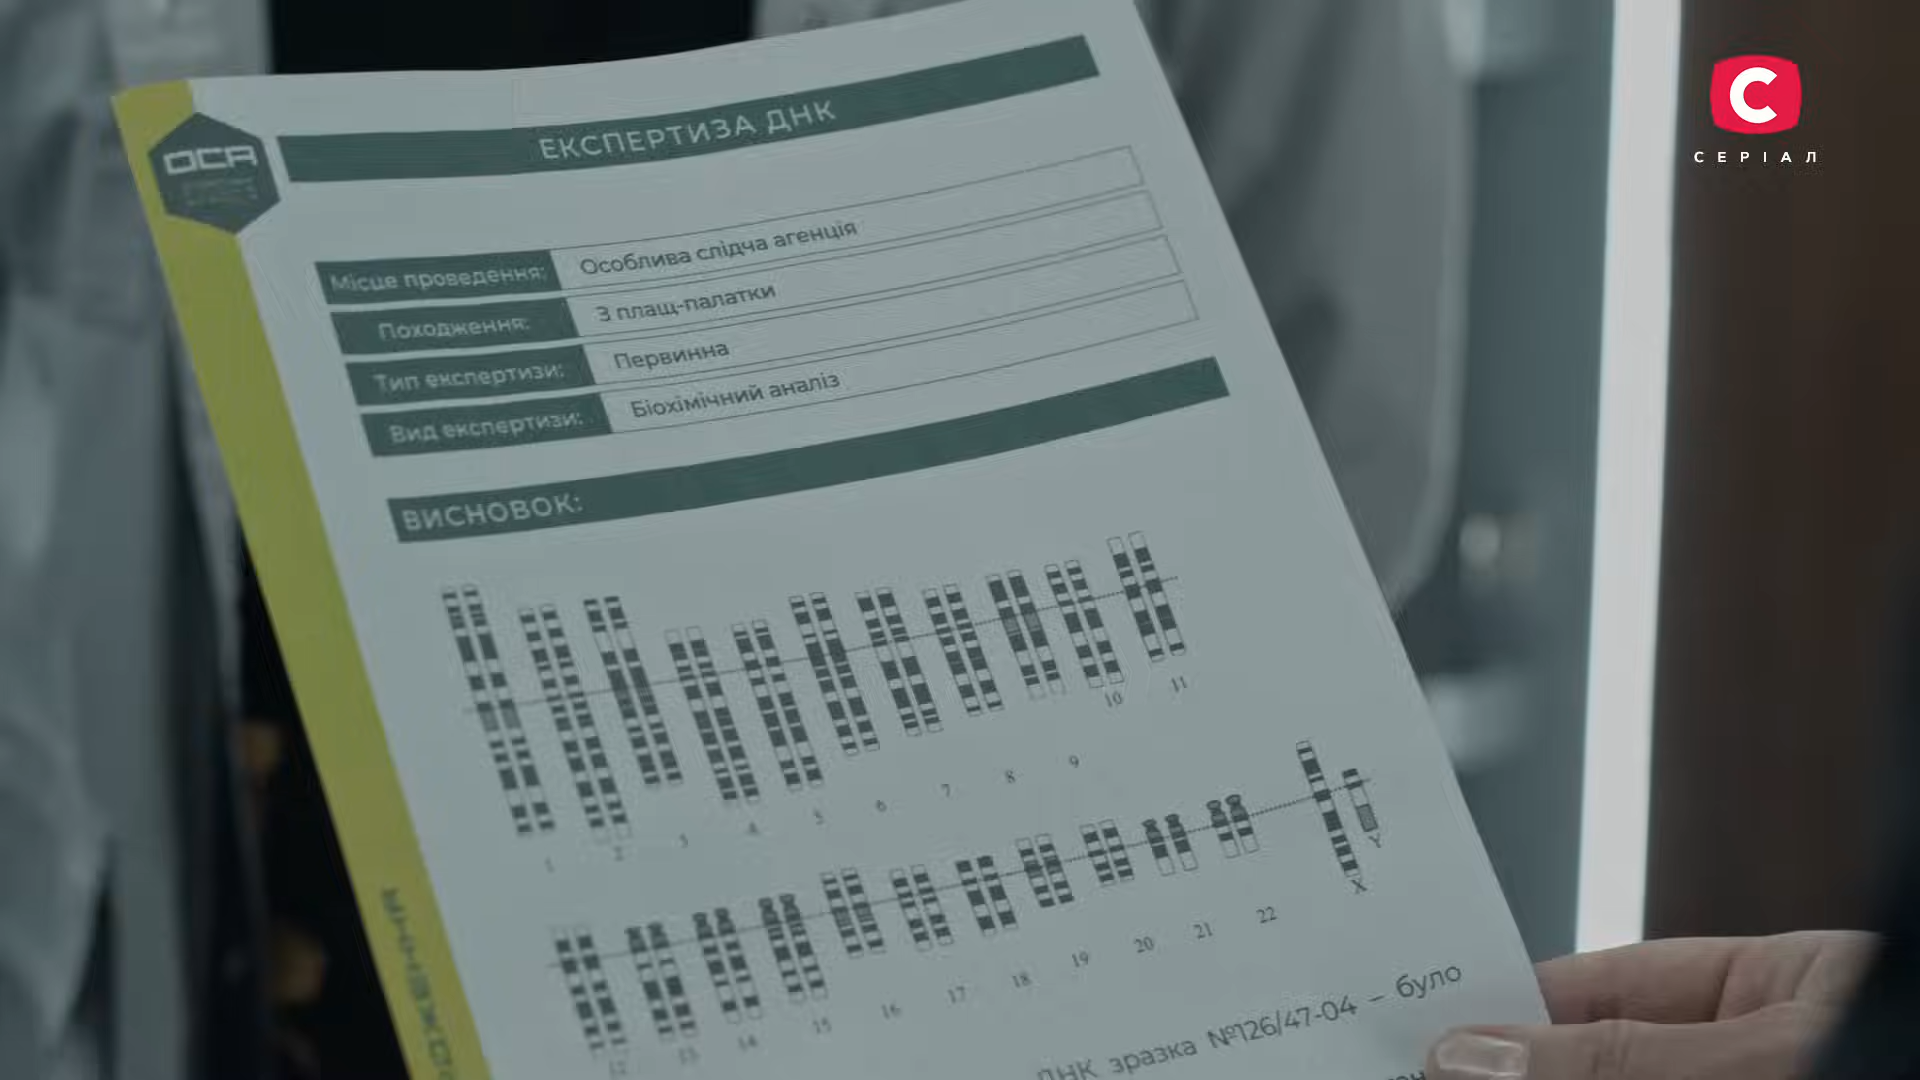 С
СЕРІАЛ
ОСА
ЕКСПЕРТИЗА ДНК
Місце проведення: Особлива слідча агенція
Походження: З плащ-палатки
Тип експертизи: Первинна
Вид експертизи: Біохімічний аналіз
ВИСНОВОК:
10 11
1 2 3 4 5 6 7 8 9
X Y
12 13 14 15 16 17 18 19 20 21 22
ДНК зразка №126/47-04 – було